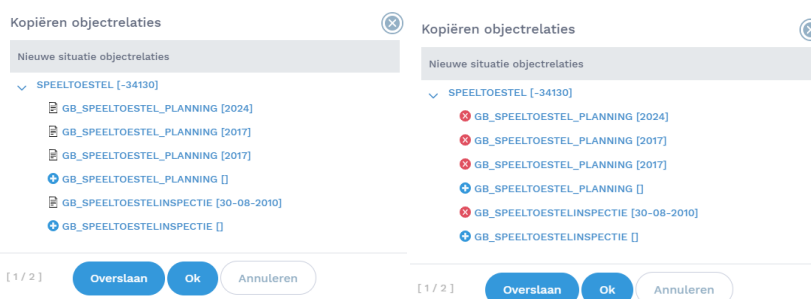 Kopiëren objectrelaties
Nieuwe situatie objectrelaties
SPEELTOESTEL [-34130]
GB_SPEELTOESTEL_PLANNING [2024]
GB_SPEELTOESTEL_PLANNING [2017]
GB_SPEELTOESTEL_PLANNING [2017]
GB_SPEELTOESTEL_PLANNING []
GB_SPEELTOESTELINSPECTIE [30-08-2010]
GB_SPEELTOESTELINSPECTIE []
[ 1 / 2 ] Overslaan Ok Annuleren
Kopiëren objectrelaties
Nieuwe situatie objectrelaties
SPEELTOESTEL [-34130]
GB_SPEELTOESTEL_PLANNING [2024]
GB_SPEELTOESTEL_PLANNING [2017]
GB_SPEELTOESTEL_PLANNING [2017]
GB_SPEELTOESTEL_PLANNING []
GB_SPEELTOESTELINSPECTIE [30-08-2010]
GB_SPEELTOESTELINSPECTIE []
[ 1 / 2 ] Overslaan Ok Annuleren